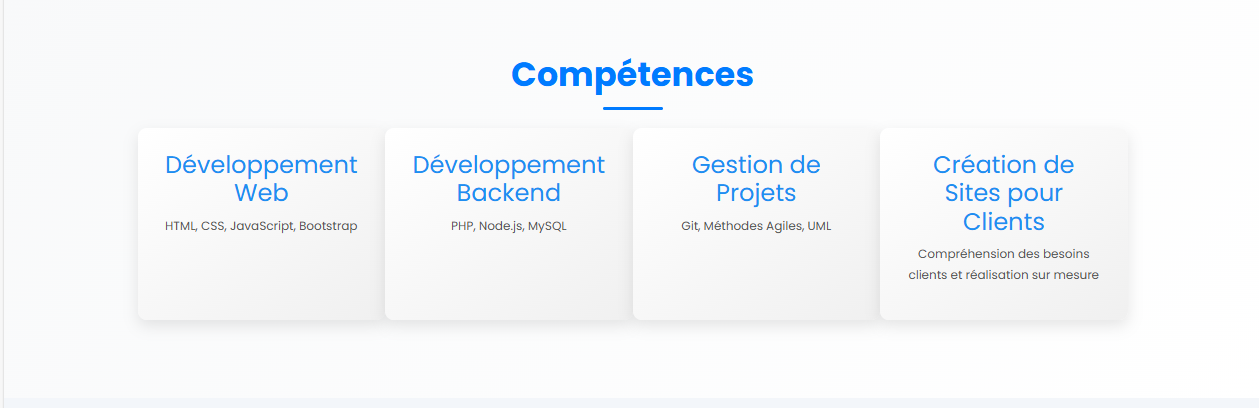 Compétences
Développement
Web
HTML, CSS, JavaScript, Bootstrap
Développement
Backend
PHP, Node.js, MySQL
Gestion de
Projets
Git, Méthodes Agiles, UML
Création de
Sites pour
Clients
Compréhension des besoins
clients et réalisation sur mesure